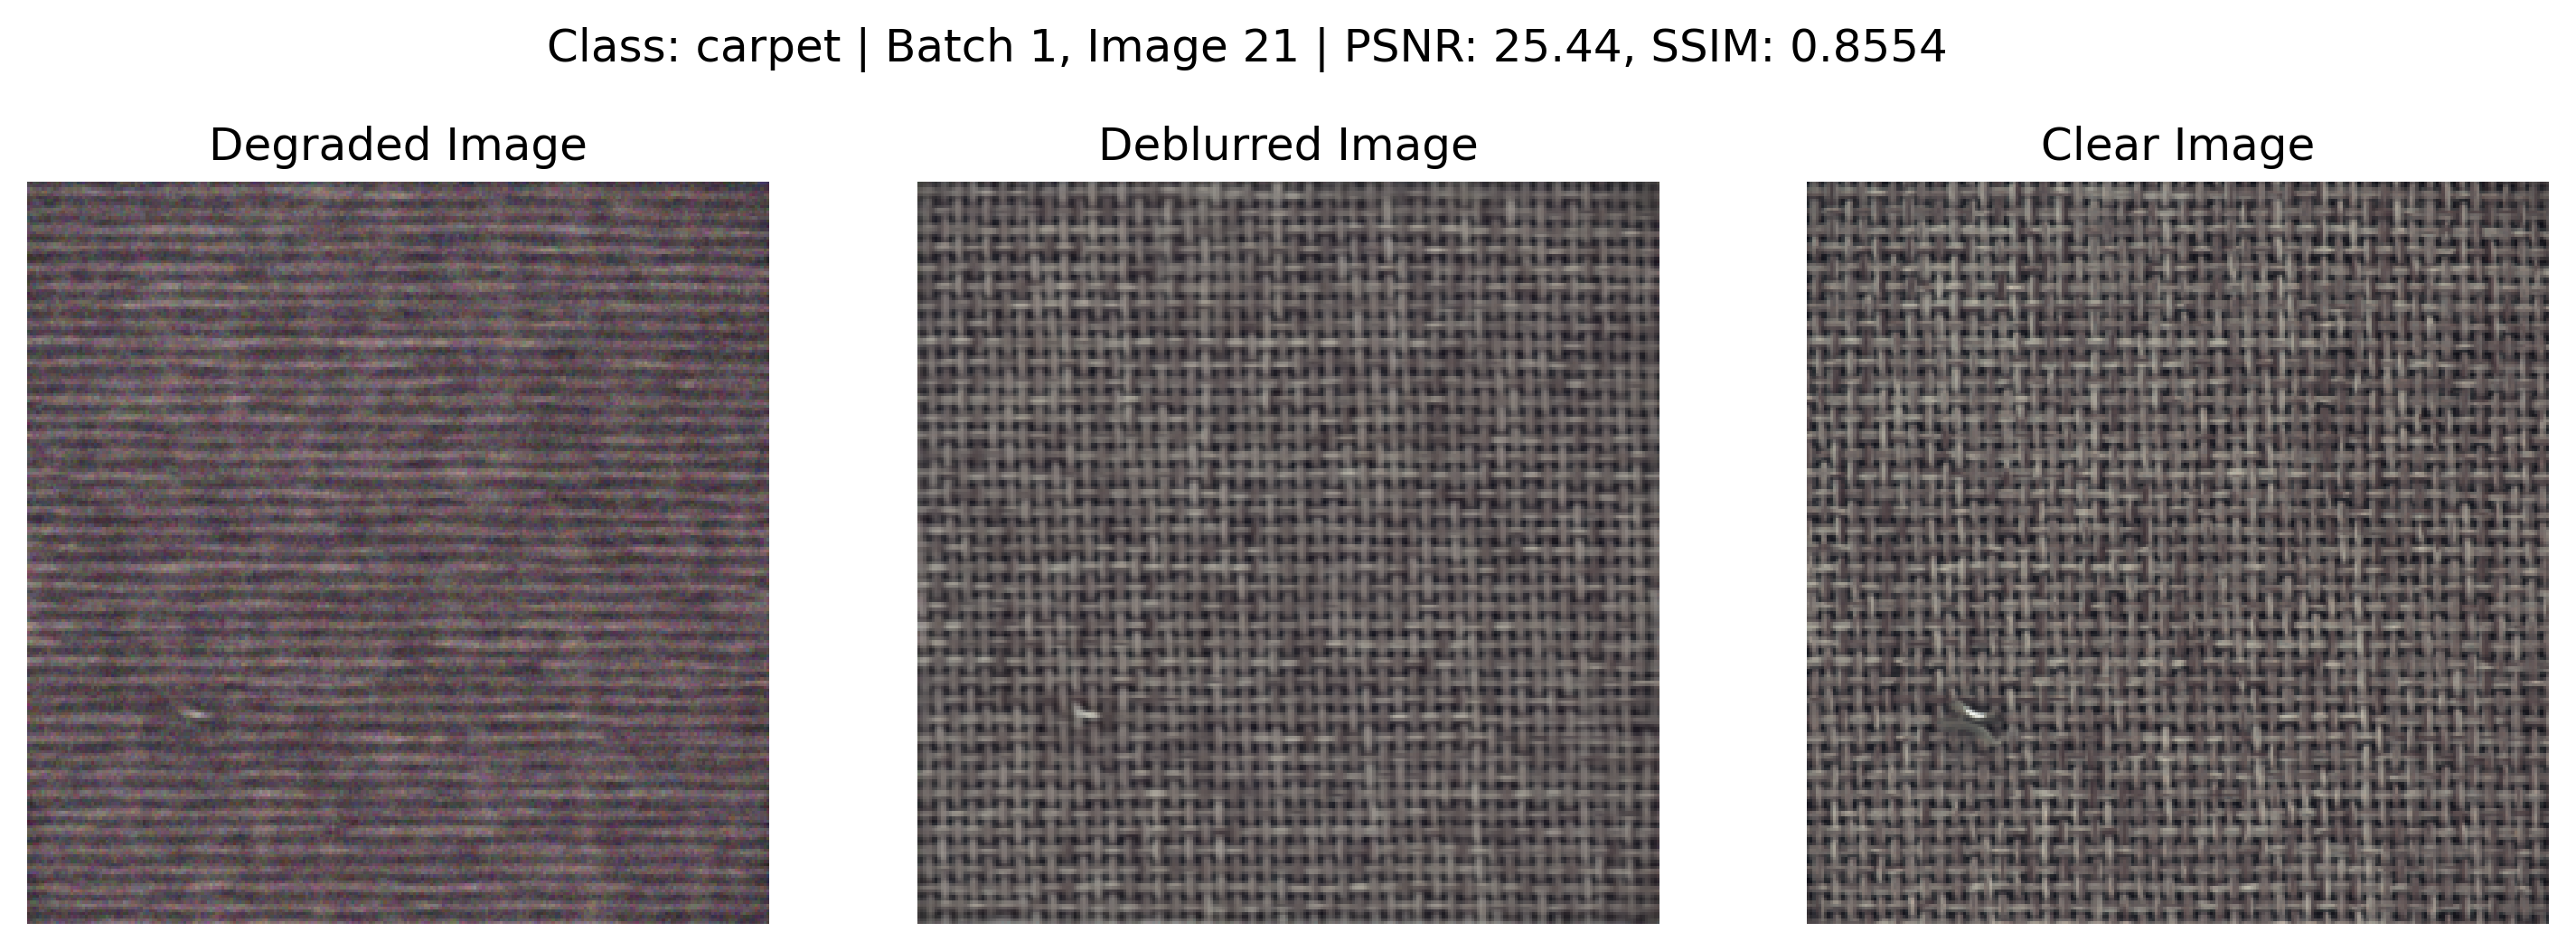 Class: carpet | Batch 1, Image 21 | PSNR: 25.44, SSIM: 0.8554
Degraded Image
Deblurred Image
Clear Image